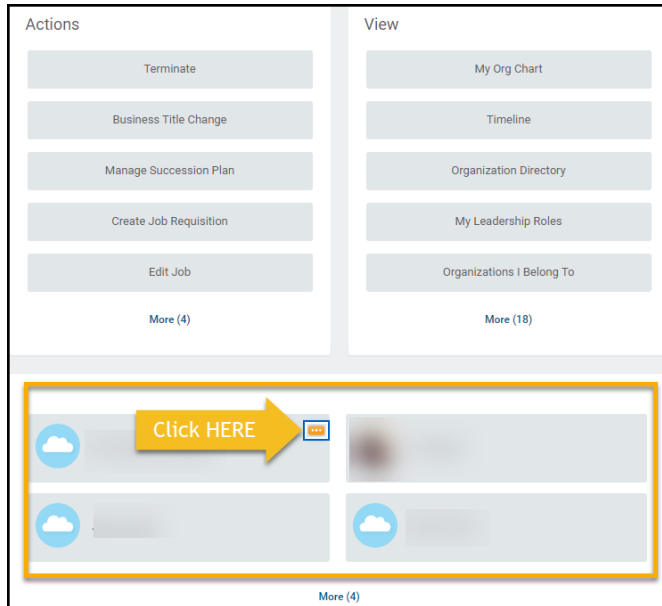 Actions
Terminate
Business Title Change
Manage Succession Plan
Create Job Requisition
Edit Job
More (4)
View
My Org Chart
Timeline
Organization Directory
My Leadership Roles
Organizations I Belong To
More (18)
Click HERE
More (4)